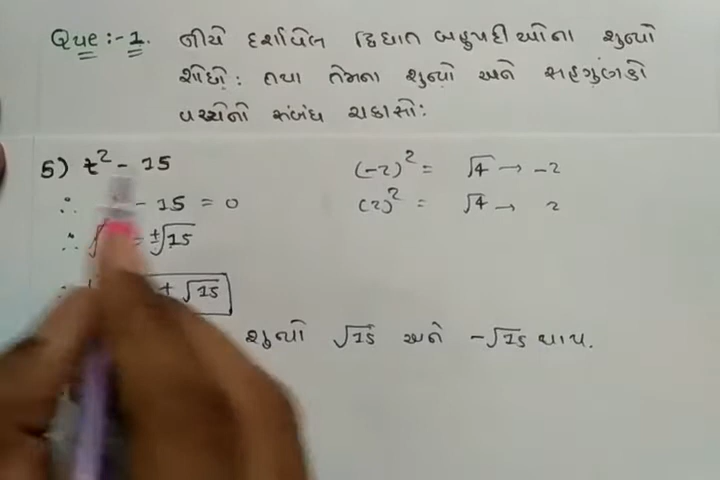 Que :- 1. નીચે દર્શાવેલ દ્વિઘાત બહુપદીઓના શૂન્યો
શોધો : તથા તેમના શૂન્યો અને સહગુણકો
વચ્ચેનો સંબંધ ચકાસો :
5) t² - 15
(-2)² = √4 → -2
∴ - 15 = 0
(2)² = √4 → 2
∴ = ±√15
± √15
શૂન્યો √15 અને -√15 થાય.